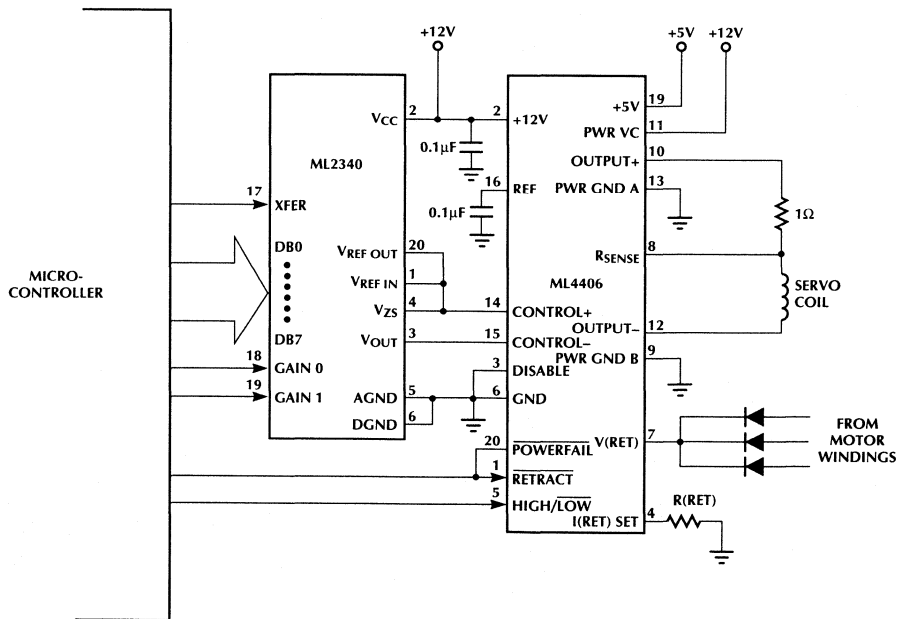 +12V
+5V +12V
MICRO-
CONTROLLER
ML2340
17 XFER
DB0
DB7
18 GAIN 0
19 GAIN 1
VCC 2
VREF OUT 20
VREF IN 1
VZS 4
VOUT 3
AGND 5
DGND 6
0.1µF
0.1µF
ML4406
2 +12V
16 REF
14 CONTROL+
15 CONTROL–
3 DISABLE
6 GND
20 POWERFAIL
1 RETRACT
5 HIGH/LOW
+5V 19
PWR VC 11
OUTPUT+ 10
PWR GND A 13
RSENSE 8
OUTPUT– 12
PWR GND B 9
V(RET) 7
I(RET) SET 4
1Ω
SERVO
COIL
FROM
MOTOR
WINDINGS
R(RET)